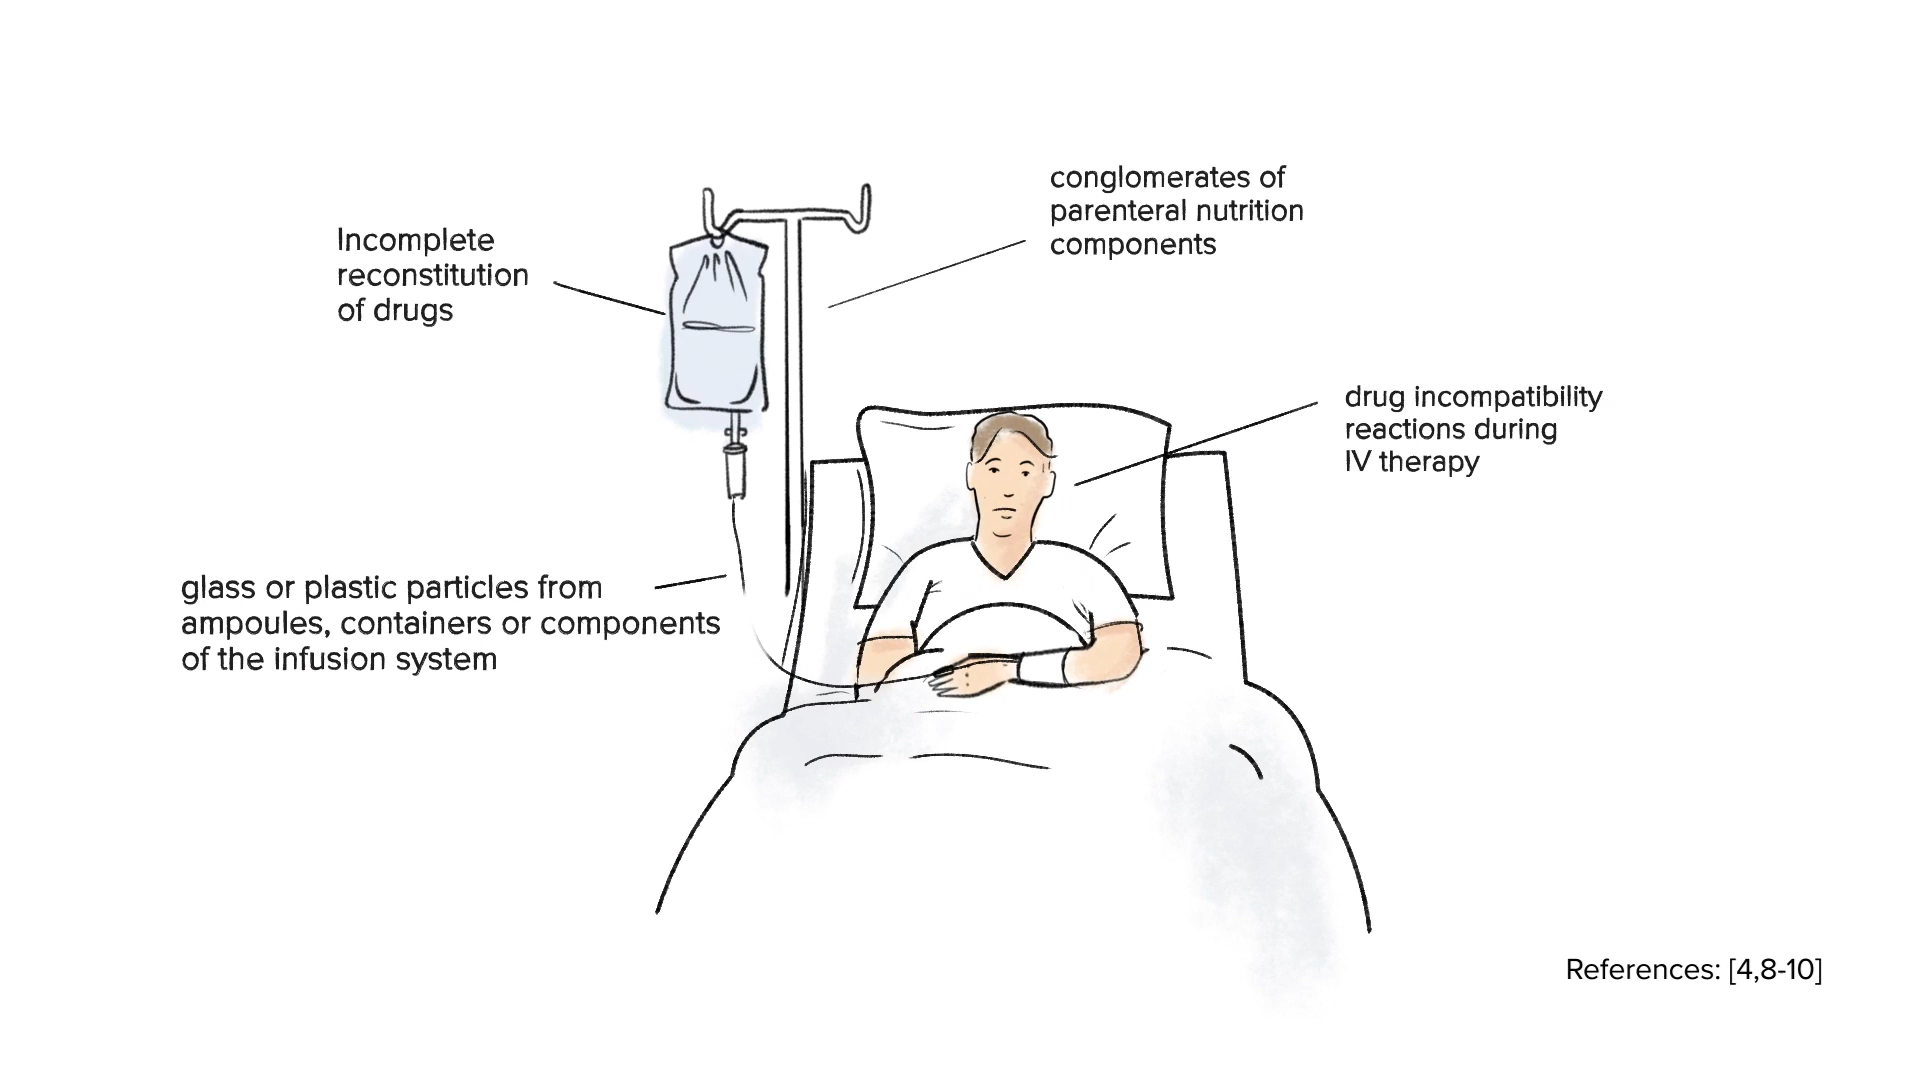 conglomerates of
parenteral nutrition
components
Incomplete
reconstitution
of drugs
drug incompatibility
reactions during
IV therapy
glass or plastic particles from
ampoules, containers or components
of the infusion system
References: [4,8-10]